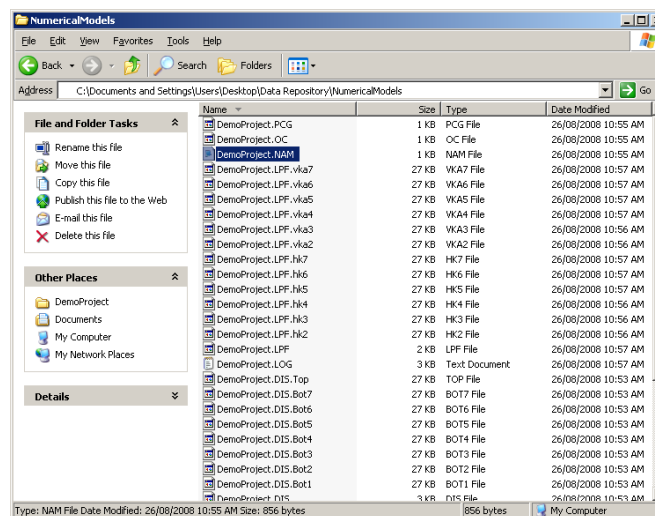 NumericalModels
File Edit View Favorites Tools Help
Back Search Folders
Address C:\Documents and Settings\Users\Desktop\Data Repository\NumericalModels Go
File and Folder Tasks
Rename this file
Move this file
Copy this file
Publish this file to the Web
E-mail this file
Delete this file
Other Places
DemoProject
Documents
My Computer
My Network Places
Details
Name Size Type Date Modified
DemoProject.PCG 1 KB PCG File 26/08/2008 10:55 AM
DemoProject.OC 1 KB OC File 26/08/2008 10:55 AM
DemoProject.NAM 1 KB NAM File 26/08/2008 10:55 AM
DemoProject.LPF.vka7 27 KB VKA7 File 26/08/2008 10:57 AM
DemoProject.LPF.vka6 27 KB VKA6 File 26/08/2008 10:57 AM
DemoProject.LPF.vka5 27 KB VKA5 File 26/08/2008 10:57 AM
DemoProject.LPF.vka4 27 KB VKA4 File 26/08/2008 10:57 AM
DemoProject.LPF.vka3 27 KB VKA3 File 26/08/2008 10:56 AM
DemoProject.LPF.vka2 27 KB VKA2 File 26/08/2008 10:56 AM
DemoProject.LPF.hk7 27 KB HK7 File 26/08/2008 10:57 AM
DemoProject.LPF.hk6 27 KB HK6 File 26/08/2008 10:57 AM
DemoProject.LPF.hk5 27 KB HK5 File 26/08/2008 10:57 AM
DemoProject.LPF.hk4 27 KB HK4 File 26/08/2008 10:56 AM
DemoProject.LPF.hk3 27 KB HK3 File 26/08/2008 10:56 AM
DemoProject.LPF.hk2 27 KB HK2 File 26/08/2008 10:56 AM
DemoProject.LPF 2 KB LPF File 26/08/2008 10:57 AM
DemoProject.LOG 3 KB Text Document 26/08/2008 10:57 AM
DemoProject.DIS.Top 27 KB TOP File 26/08/2008 10:53 AM
DemoProject.DIS.Bot7 27 KB BOT7 File 26/08/2008 10:53 AM
DemoProject.DIS.Bot6 27 KB BOT6 File 26/08/2008 10:53 AM
DemoProject.DIS.Bot5 27 KB BOT5 File 26/08/2008 10:53 AM
DemoProject.DIS.Bot4 27 KB BOT4 File 26/08/2008 10:53 AM
DemoProject.DIS.Bot3 27 KB BOT3 File 26/08/2008 10:53 AM
DemoProject.DIS.Bot2 27 KB BOT2 File 26/08/2008 10:53 AM
DemoProject.DIS.Bot1 27 KB BOT1 File 26/08/2008 10:53 AM
DemoProject.DIS 3 KB DIS File 26/08/2008 10:53 AM
Type: NAM File Date Modified: 26/08/2008 10:55 AM Size: 856 bytes 856 bytes My Computer